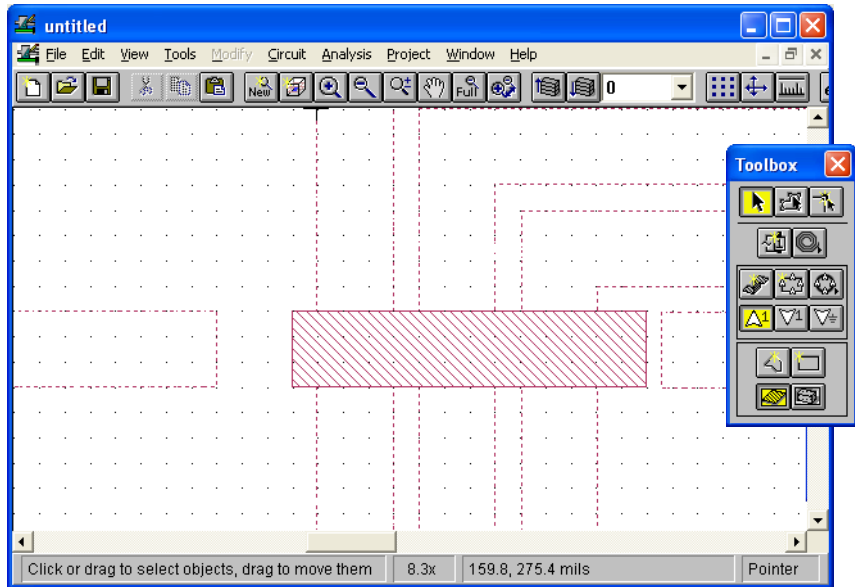 untitled
File Edit View Tools Modify Circuit Analysis Project Window Help
New Full 0
Toolbox
1 1
Click or drag to select objects, drag to move them 8.3x 159.8, 275.4 mils Pointer